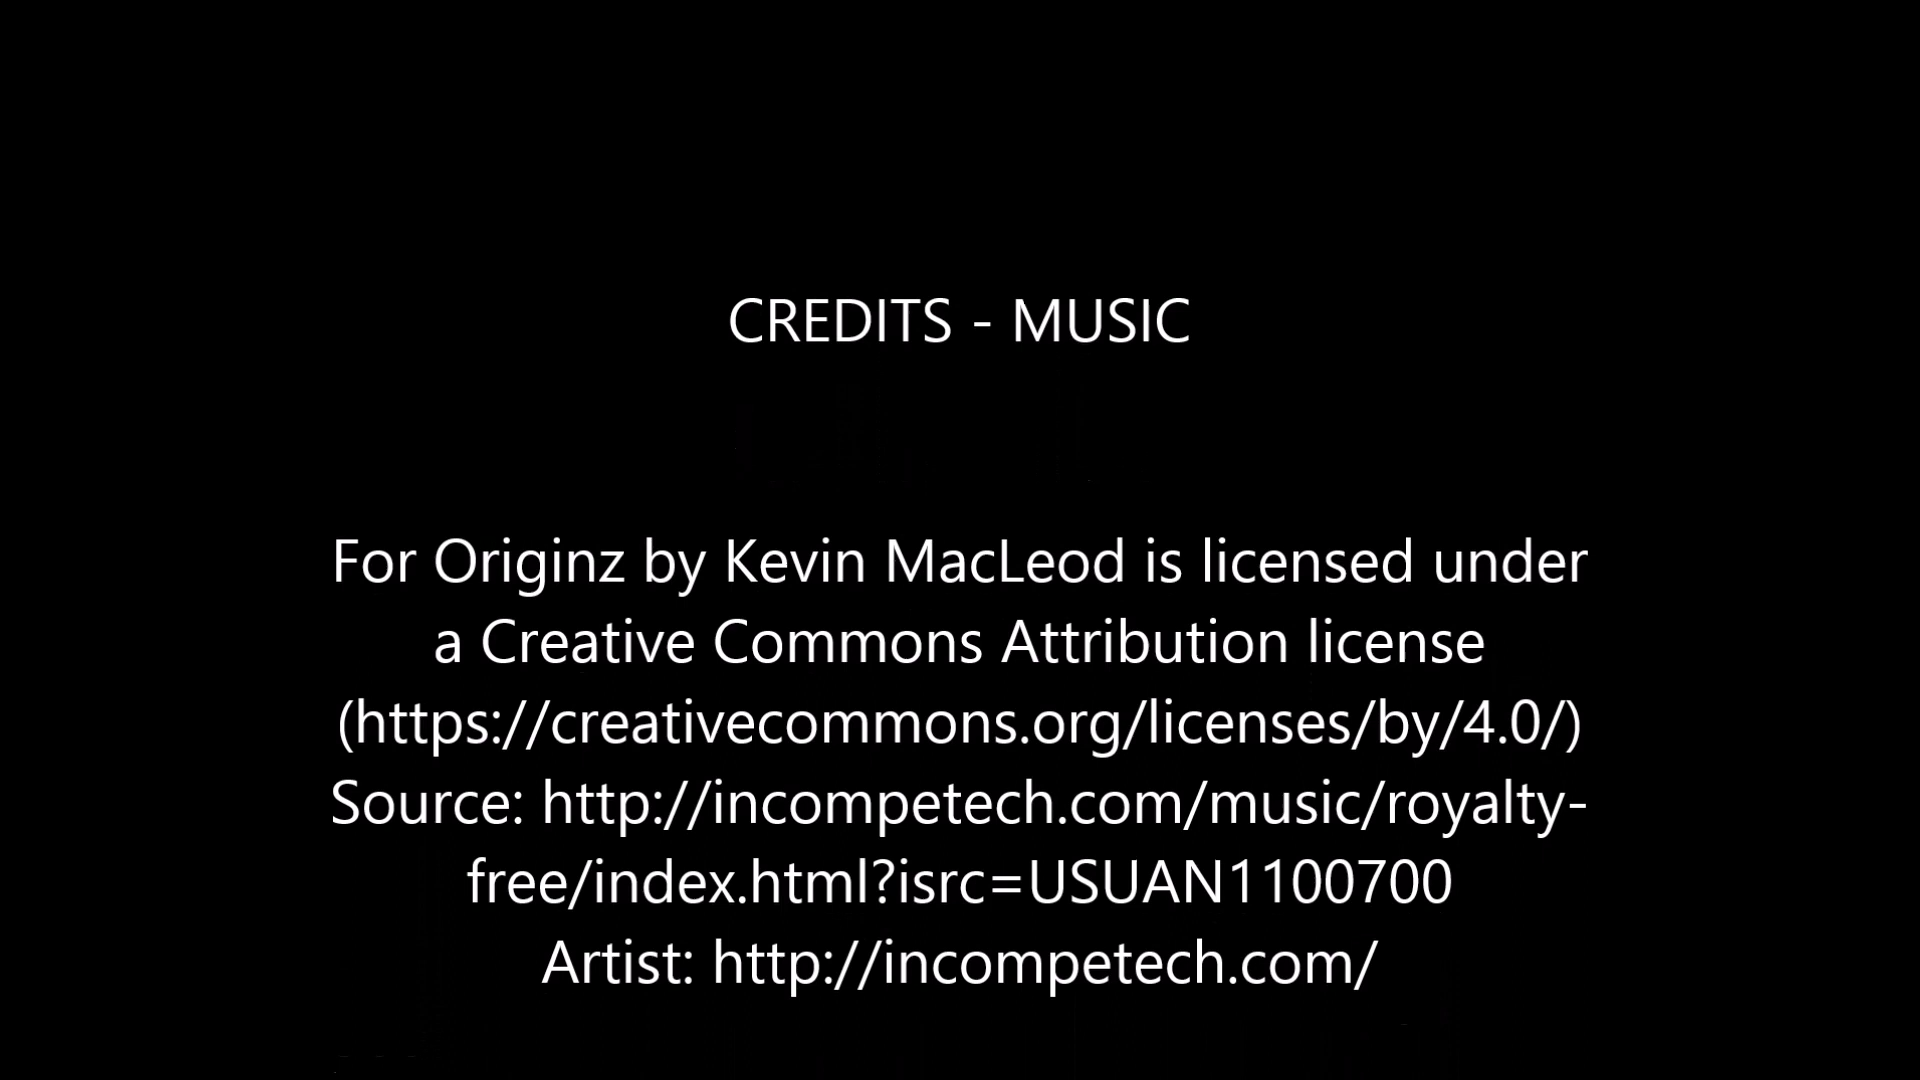 CREDITS - MUSIC
For Originz by Kevin MacLeod is licensed under
a Creative Commons Attribution license
(https://creativecommons.org/licenses/by/4.0/)
Source: http://incompetech.com/music/royalty-
free/index.html?isrc=USUAN1100700
Artist: http://incompetech.com/